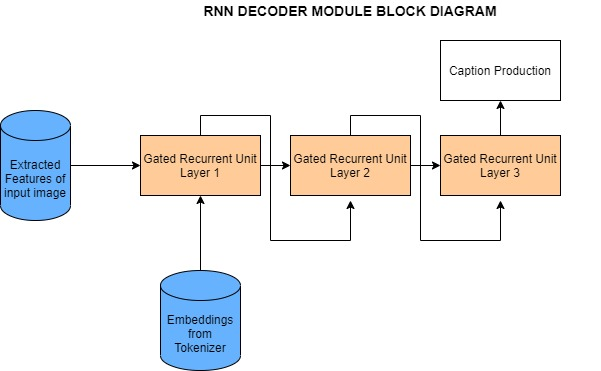 RNN DECODER MODULE BLOCK DIAGRAM
Caption Production
Extracted
Features of
input image
Gated Recurrent Unit
Layer 1
Gated Recurrent Unit
Layer 2
Gated Recurrent Unit
Layer 3
Embeddings
from
Tokenizer